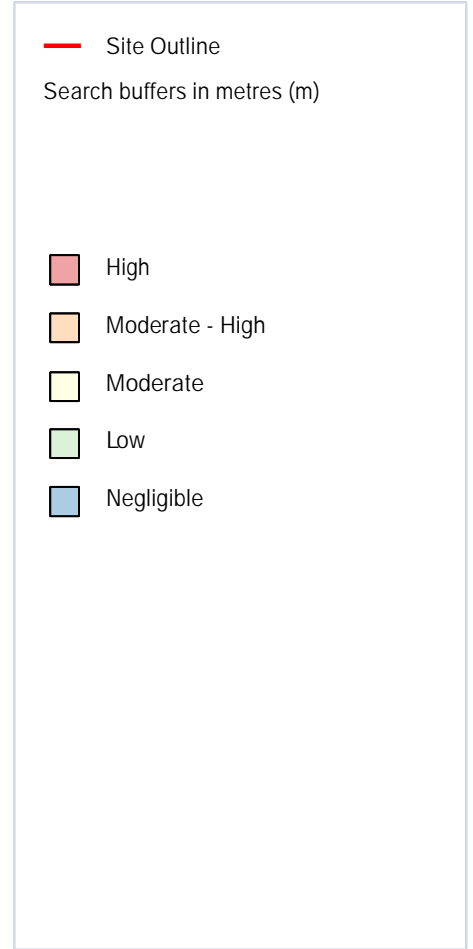 Site Outline
Search buffers in metres (m)
High
Moderate - High
Moderate
Low
Negligible